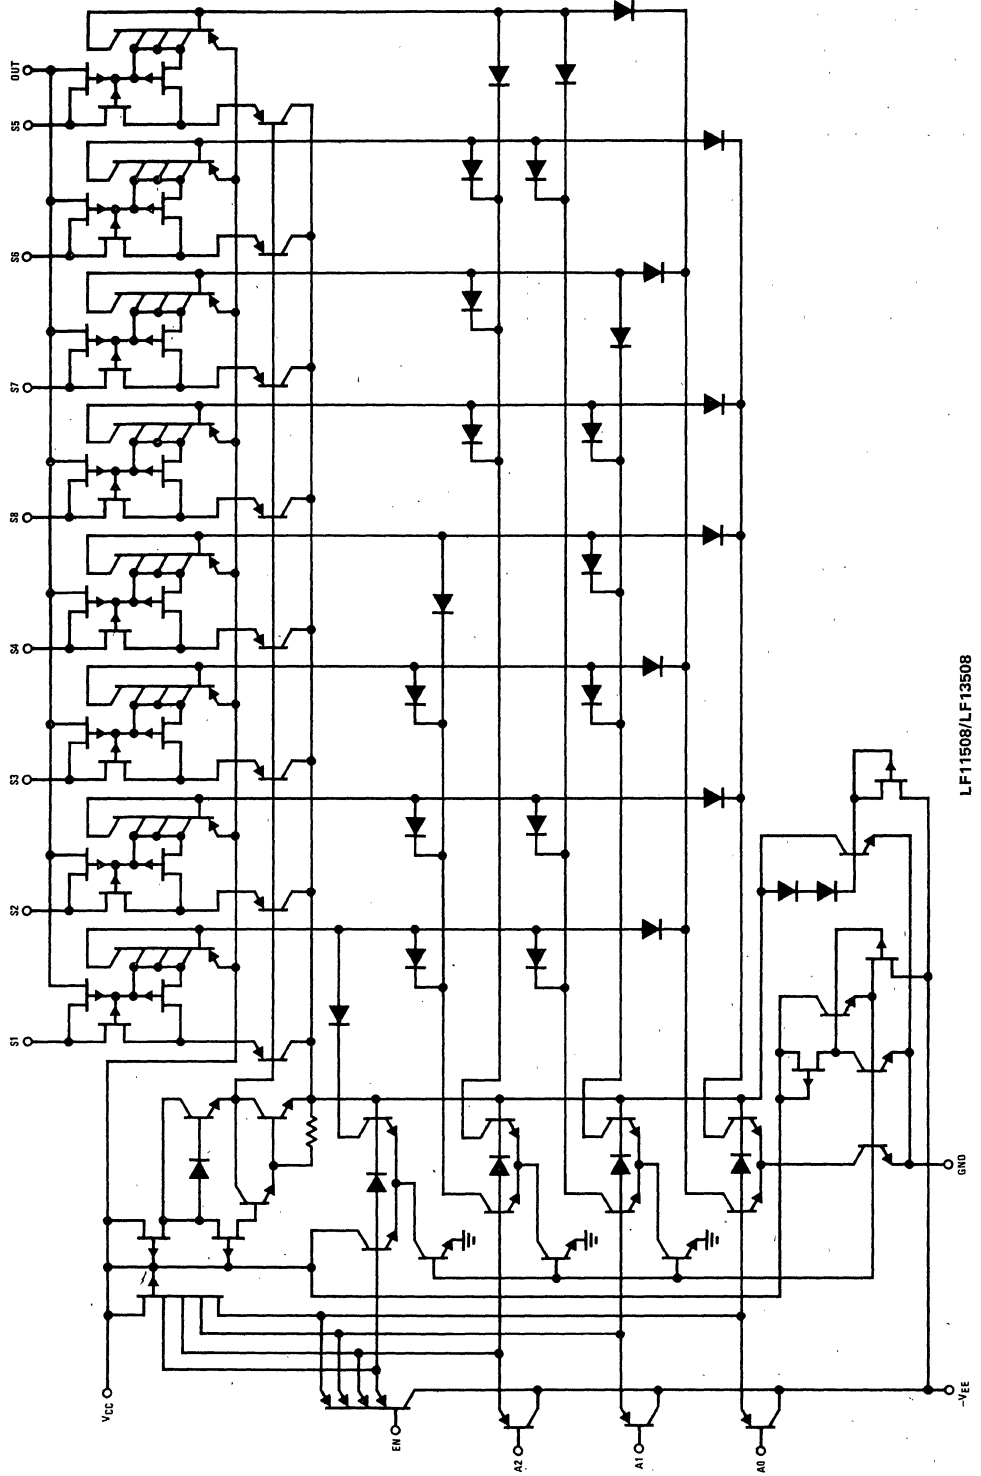 OUT
S5
S6
S7
S8
S4
S3
S2
S1
VCC
EN
A2
A1
A0
GND
-VEE
LF11508/LF13508